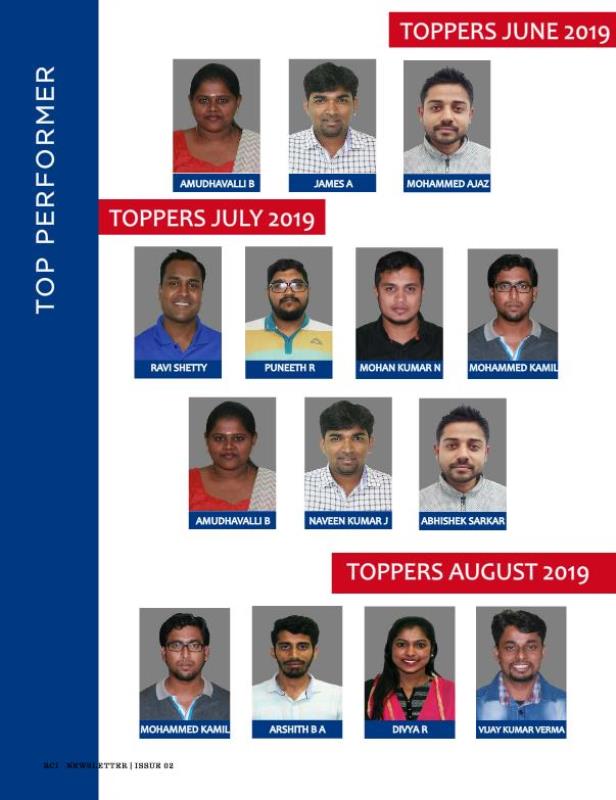 TOP PERFORMER
TOPPERS JUNE 2019
AMUDHAVALLI B
JAMES A
MOHAMMED AJAZ
TOPPERS JULY 2019
RAVI SHETTY
PUNEETH R
MOHAN KUMAR N
MOHAMMED KAMIL
AMUDHAVALLI B
NAVEEN KUMAR J
ABHISHEK SARKAR
TOPPERS AUGUST 2019
MOHAMMED KAMIL
ARSHITH B A
DIVYA R
VIJAY KUMAR VERMA
NEWSLETTER | ISSUE 02